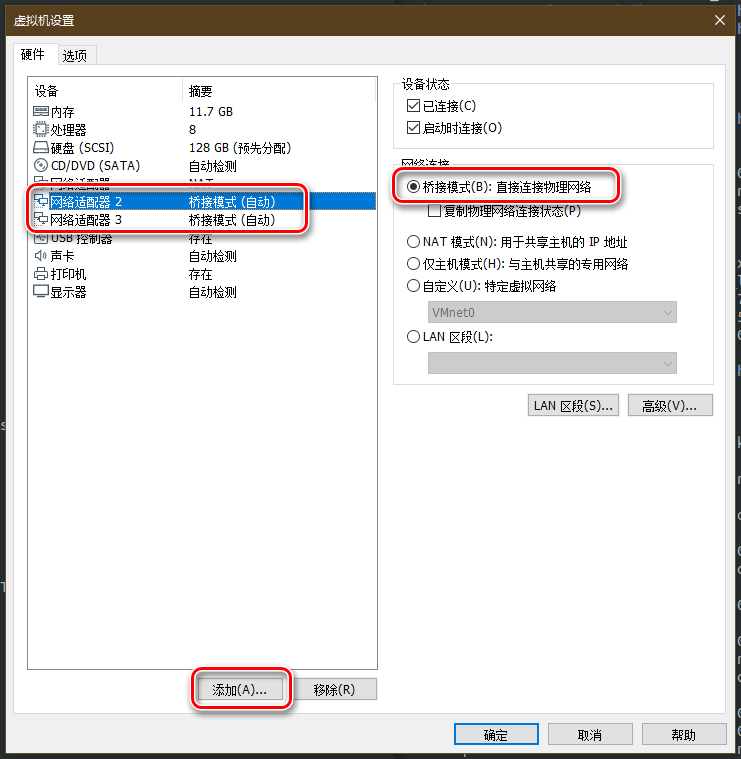 虚拟机设置
硬件 选项
设备 摘要
内存 11.7 GB
处理器 8
硬盘 (SCSI) 128 GB (预先分配)
CD/DVD (SATA) 自动检测
网络适配器 NAT
网络适配器 2 桥接模式 (自动)
网络适配器 3 桥接模式 (自动)
USB 控制器 存在
声卡 自动检测
打印机 存在
显示器 自动检测
添加(A)... 移除(R)
设备状态
已连接(C)
启动时连接(O)
网络连接
桥接模式(B): 直接连接物理网络
复制物理网络连接状态(P)
NAT 模式(N): 用于共享主机的 IP 地址
仅主机模式(H): 与主机共享的专用网络
自定义(U): 特定虚拟网络
VMnet0
LAN 区段(L):
LAN 区段(S)... 高级(V)...
确定 取消 帮助